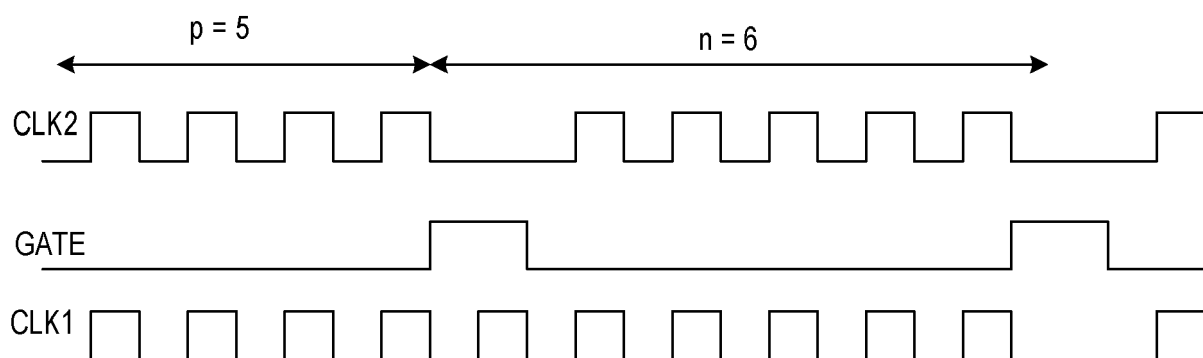 p = 5
n = 6
CLK2
GATE
CLK1